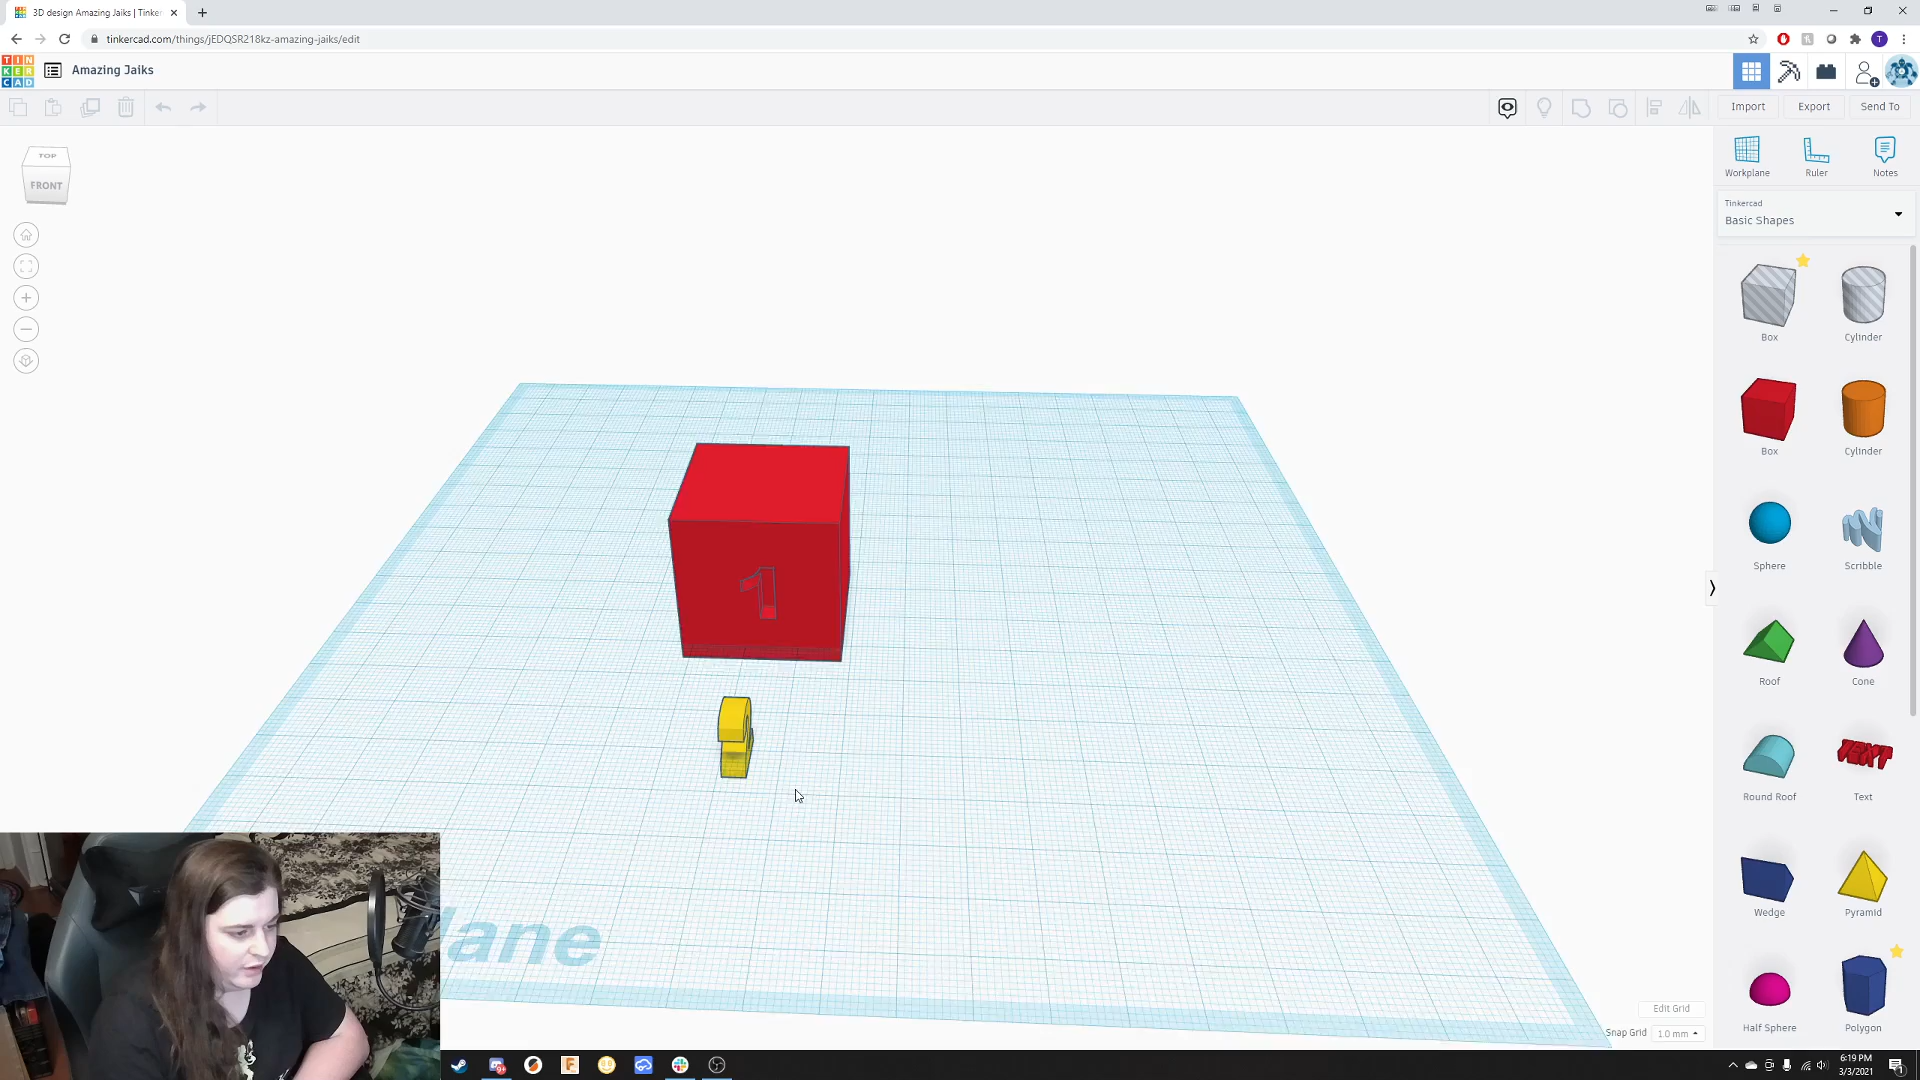 3D design Amazing Jaiks | Tinker
tinkercad.com/things/jEDQSR218kz-amazing-jaiks/edit
T
TIN
KER
CAD
Amazing Jaiks
Import
Export
Send To
TOP
FRONT
Workplane
Ruler
Notes
Tinkercad
Basic Shapes
Box
Cylinder
Box
Cylinder
1
Sphere
Scribble
Roof
Cone
TEXT
Round Roof
Text
Wedge
Pyramid
lane
Half Sphere
Polygon
Edit Grid
Snap Grid
1.0 mm
6:19 PM
3/3/2021